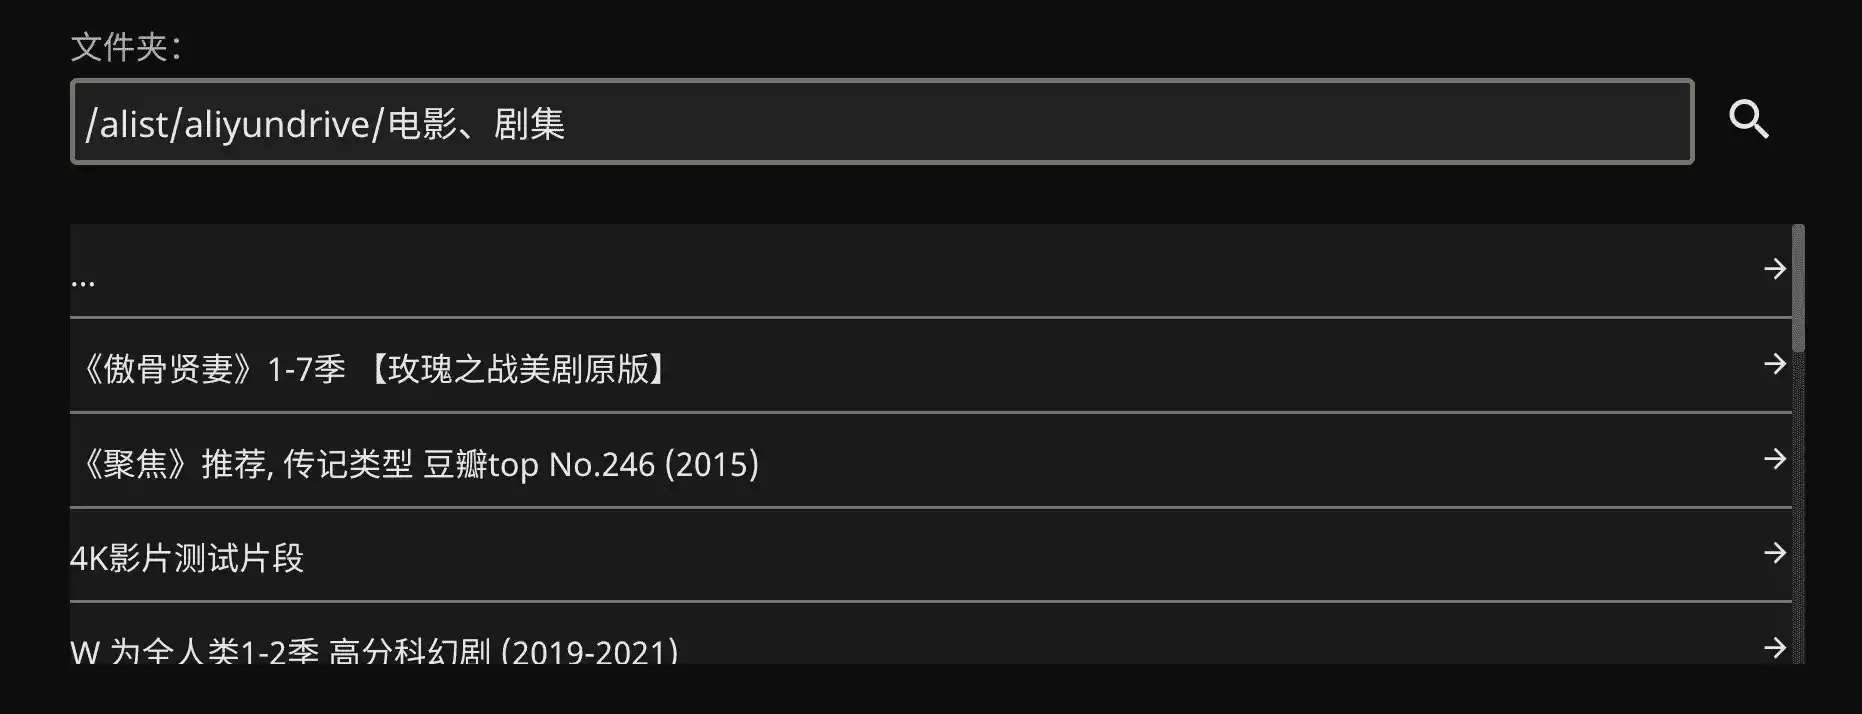 文件夹：
/alist/aliyundrive/电影、剧集
...
《傲骨贤妻》1-7季 【玫瑰之战美剧原版】
《聚焦》推荐, 传记类型 豆瓣top No.246 (2015)
4K影片测试片段
W 为全人类1-2季 高分科幻剧 (2019-2021)